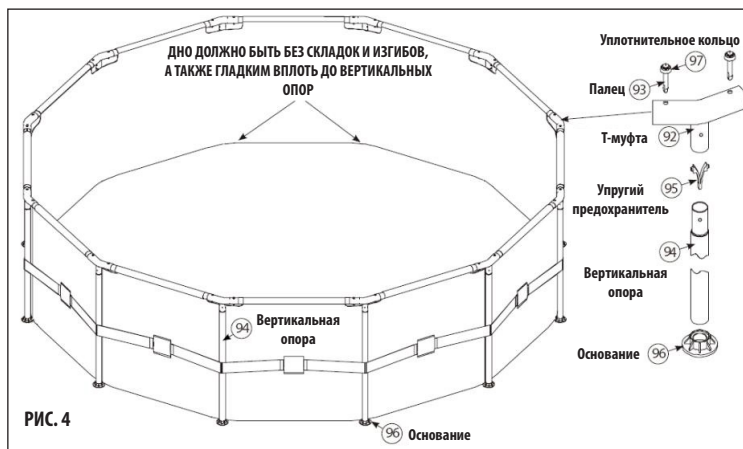 ДНО ДОЛЖНО БЫТЬ БЕЗ СКЛАДОК И ИЗГИБОВ,
А ТАКЖЕ ГЛАДКИМ ВПЛОТЬ ДО ВЕРТИКАЛЬНЫХ
ОПОР
Уплотнительное кольцо
97
Палец 93
Т-муфта 92
Упругий
предохранитель
95
94
Вертикальная
опора
Основание 96
94 Вертикальная
опора
96 Основание
РИС. 4